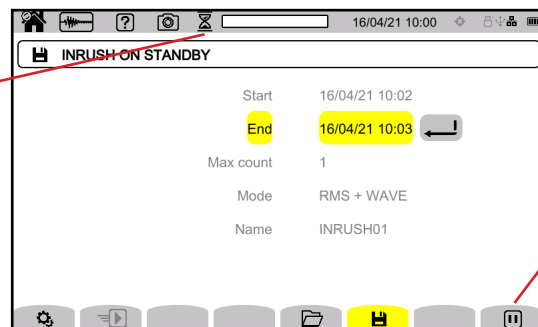 ? 16/04/21 10:00
INRUSH ON STANDBY
Start 16/04/21 10:02
End 16/04/21 10:03
Max count 1
Mode RMS + WAVE
Name INRUSH01